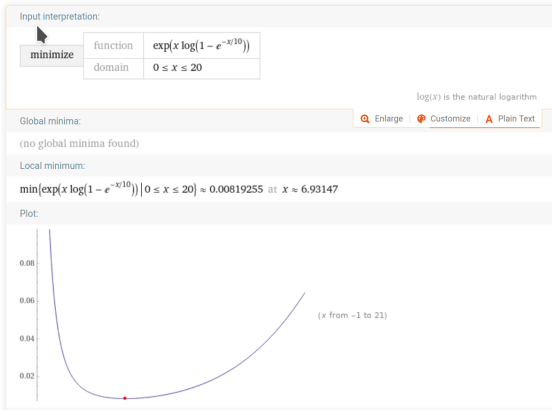 Input interpretation:
minimize
function exp(x log(1 − e^(−x/10)))
domain 0 ≤ x ≤ 20
log(x) is the natural logarithm
Enlarge Customize A Plain Text
Global minima:
(no global minima found)
Local minimum:
min{exp(x log(1 − e^(−x/10))) | 0 ≤ x ≤ 20} ≈ 0.00819255 at x ≈ 6.93147
Plot:
0.08
0.06
(x from −1 to 21)
0.04
0.02